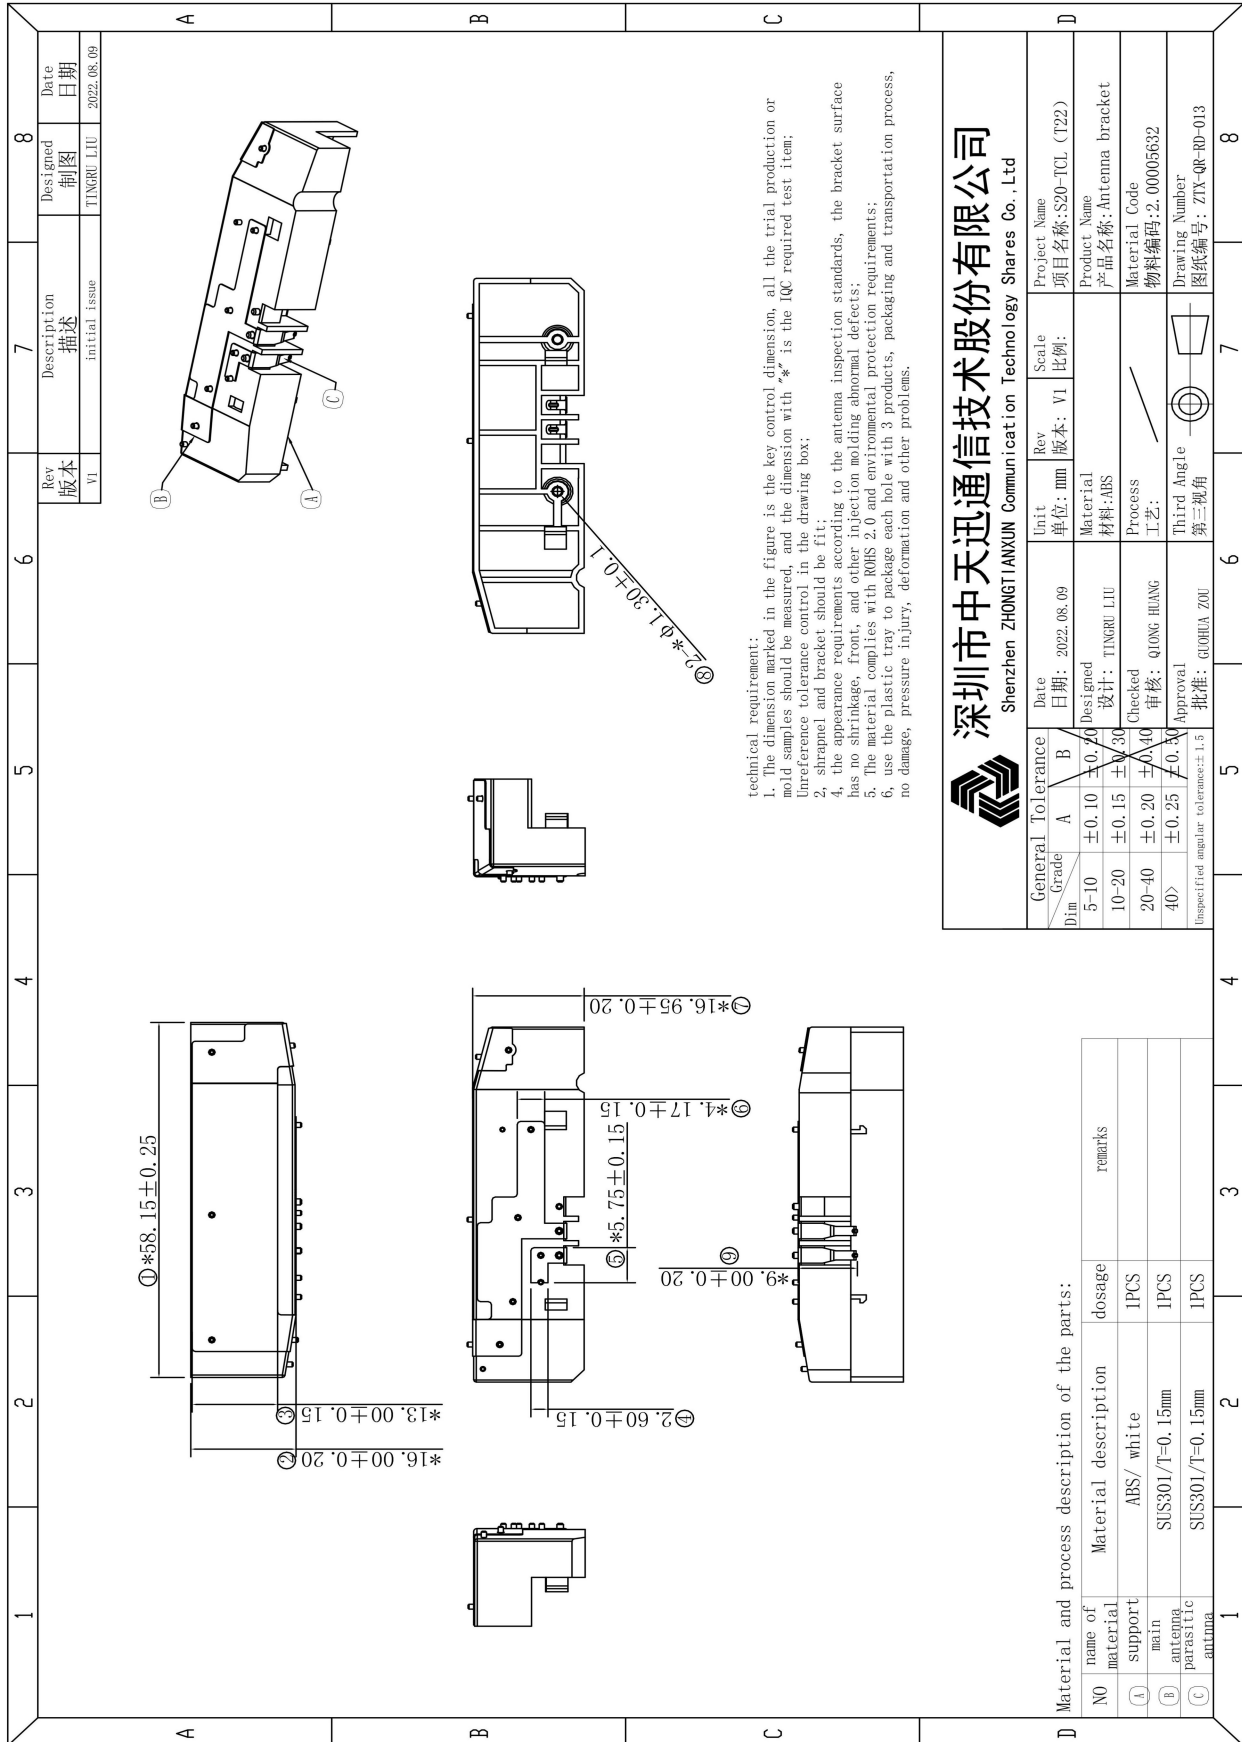 1 2 3 4 5 6 7 8
A
B
C
D
Rev Description Designed Date
版本 描述 制图 日期
V1 initial issue TINGRU LIU 2022.08.09
①*58.15±0.25
②*16.00±0.20
③*13.00±0.15
④2.60±0.15
⑤*5.75±0.15
⑥*4.17±0.15
⑦*16.95±0.20
⑧2-*φ1.30±0.1
⑨*9.00±0.20
A
B
C
technical requirement:
1. The dimension marked in the figure is the key control dimension, all the trial production or
mold samples should be measured, and the dimension with "*" is the IQC required test item;
Unreference tolerance control in the drawing box;
2, shrapnel and bracket should be fit;
4, the appearance requirements according to the antenna inspection standards, the bracket surface
has no shrinkage, front, and other injection molding abnormal defects;
5. The material complies with ROHS 2.0 and environmental protection requirements;
6, use the plastic tray to package each hole with 3 products, packaging and transportation process,
no damage, pressure injury, deformation and other problems.
Material and process description of the parts:
NO name of material Material description dosage remarks
A support ABS/ white 1PCS
B main antenna SUS301/T=0.15mm 1PCS
C parasitic antnna SUS301/T=0.15mm 1PCS
深圳市中天迅通信技术股份有限公司
Shenzhen ZHONGTIANXUN Communication Technology Shares Co.,Ltd
General Tolerance
Dim Grade A B
5-10 ±0.10 ±0.20
10-20 ±0.15 ±0.30
20-40 ±0.20 ±0.40
40> ±0.25 ±0.50
Unspecified angular tolerance:±1.5
Date
日期: 2022.08.09
Designed
设计: TINGRU LIU
Checked
审核: QIONG HUANG
Approval
批准: GUOHUA ZOU
Unit
单位: mm
Rev
版本: V1
Scale
比例:
Material
材料:ABS
Process
工艺:
Third Angle
第三视角
Project Name
项目名称:S20-TCL (T22)
Product Name
产品名称:Antenna bracket
Material Code
物料编码:2.00005632
Drawing Number
图纸编号: ZTX-QR-RD-013
A
B
C
D
1 2 3 4 5 6 7 8